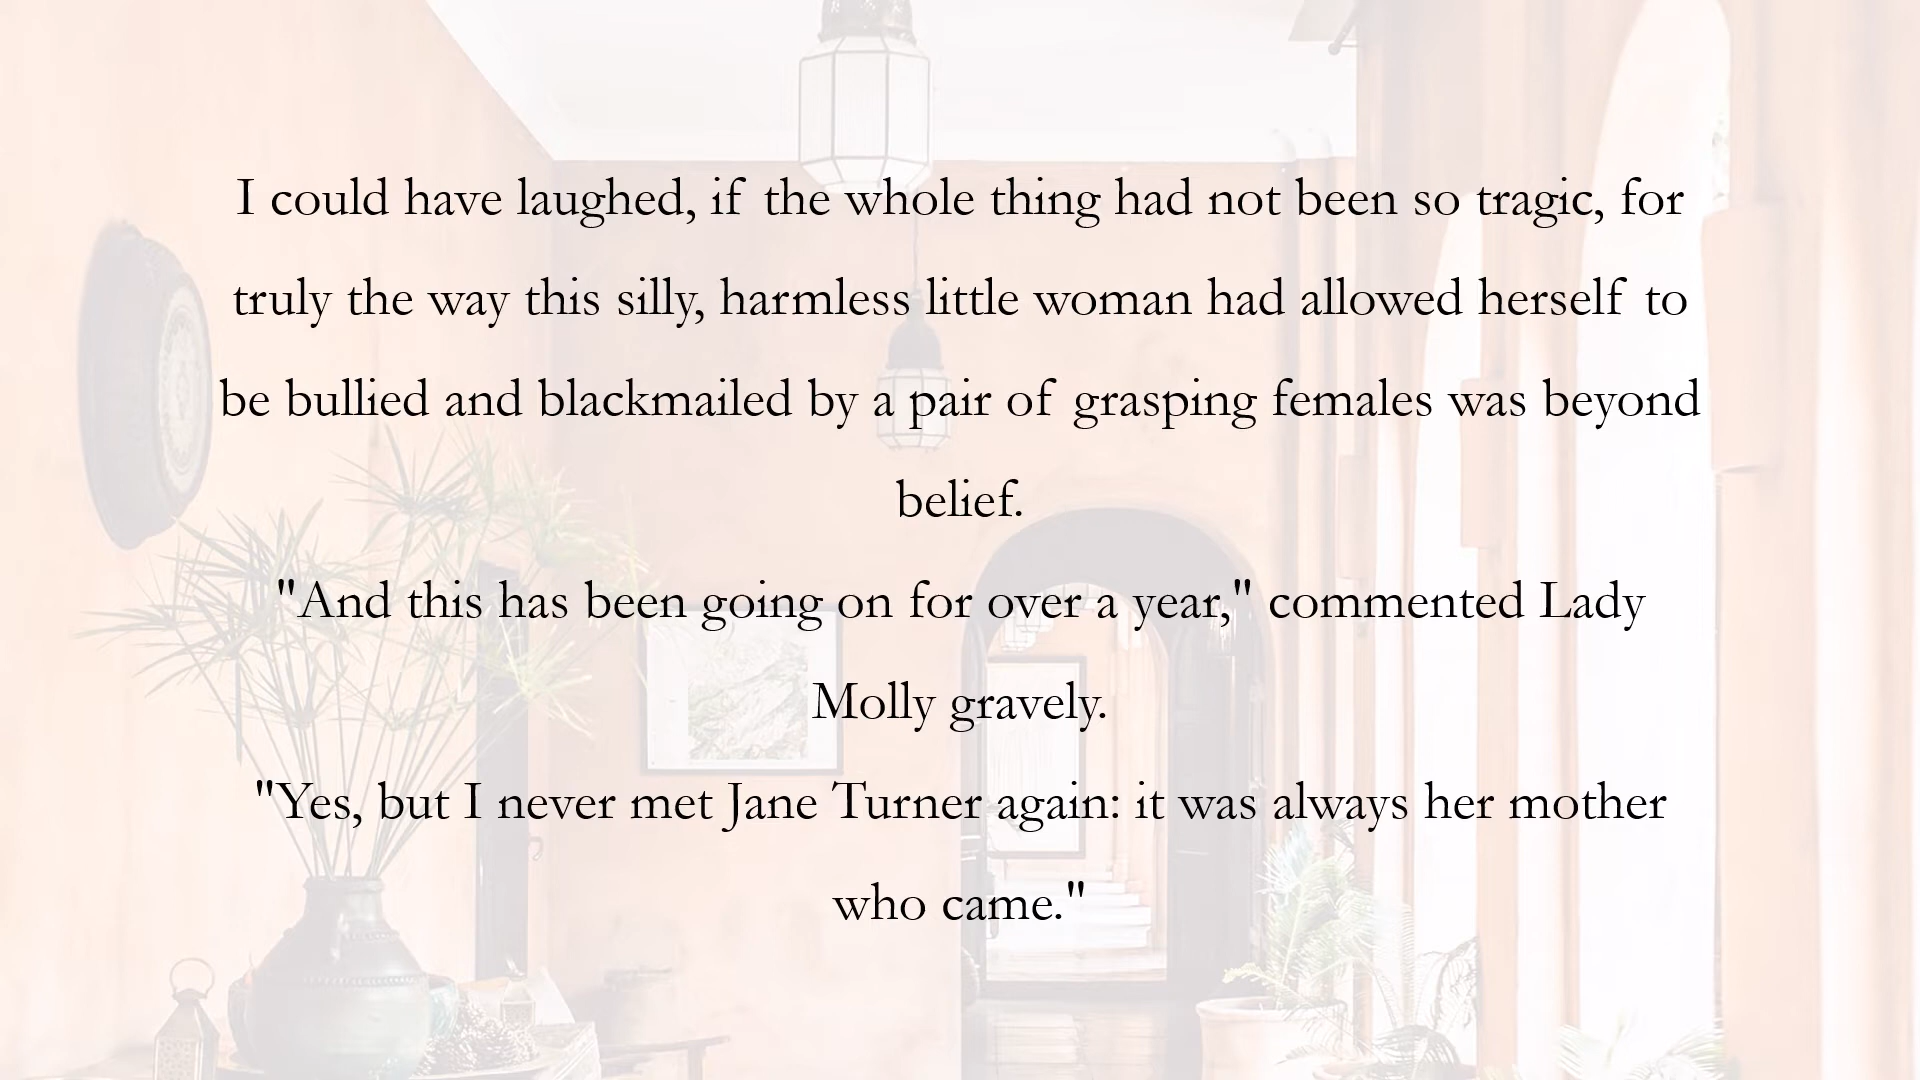 I could have laughed, if the whole thing had not been so tragic, for
truly the way this silly, harmless little woman had allowed herself to
be bullied and blackmailed by a pair of grasping females was beyond
belief.
"And this has been going on for over a year," commented Lady
Molly gravely.
"Yes, but I never met Jane Turner again: it was always her mother
who came."